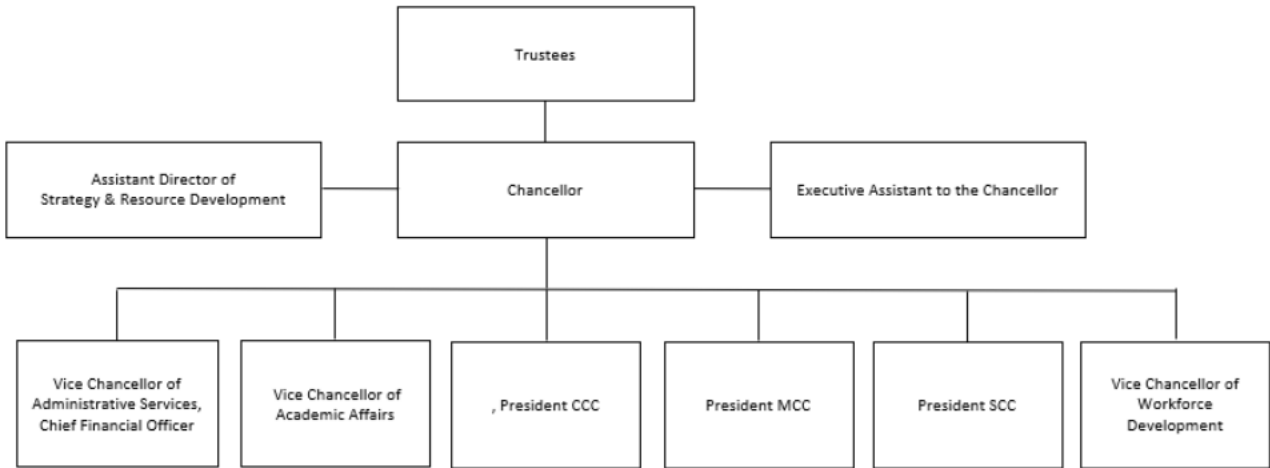 Trustees
Assistant Director of
Strategy & Resource Development
Chancellor
Executive Assistant to the Chancellor
Vice Chancellor of
Administrative Services,
Chief Financial Officer
Vice Chancellor of
Academic Affairs
, President CCC
President MCC
President SCC
Vice Chancellor of
Workforce
Development